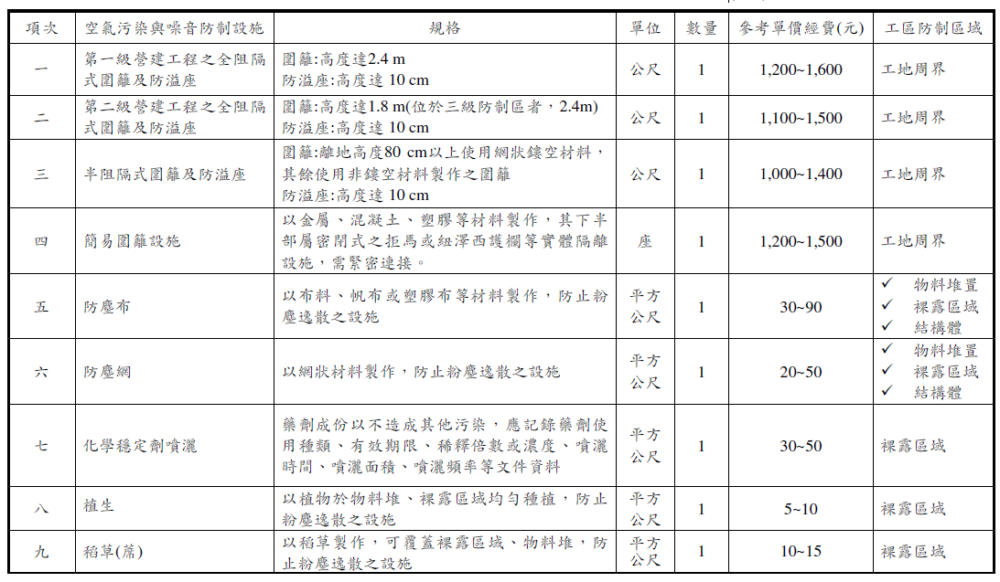 項次 空氣污染與噪音防制設施 規格 單位 數量 參考單價經費(元) 工區防制區域
一 第一級營建工程之全阻隔式圍籬及防溢座 圍籬:高度達2.4 m 防溢座:高度達 10 cm 公尺 1 1,200~1,600 工地周界
二 第二級營建工程之全阻隔式圍籬及防溢座 圍籬:高度達1.8 m(位於三級防制區者，2.4m) 防溢座:高度達 10 cm 公尺 1 1,100~1,500 工地周界
三 半阻隔式圍籬及防溢座 圍籬:離地高度80 cm以上使用網狀鏤空材料，其餘使用非鏤空材料製作之圍籬 防溢座:高度達 10 cm 公尺 1 1,000~1,400 工地周界
四 簡易圍籬設施 以金屬、混凝土、塑膠等材料製作，其下半部屬密閉式之拒馬或紐澤西護欄等實體隔離設施，需緊密連接。 座 1 1,200~1,500 工地周界
五 防塵布 以布料、帆布或塑膠布等材料製作，防止粉塵逸散之設施 平方公尺 1 30~90 ✓ 物料堆置 ✓ 裸露區域 ✓ 結構體
六 防塵網 以網狀材料製作，防止粉塵逸散之設施 平方公尺 1 20~50 ✓ 物料堆置 ✓ 裸露區域 ✓ 結構體
七 化學穩定劑噴灑 藥劑成份以不造成其他污染，應記錄藥劑使用種類、有效期限、稀釋倍數或濃度、噴灑時間、噴灑面積、噴灑頻率等文件資料 平方公尺 1 30~50 裸露區域
八 植生 以植物於物料堆、裸露區域均勻種植，防止粉塵逸散之設施 平方公尺 1 5~10 裸露區域
九 稻草(蓆) 以稻草製作，可覆蓋裸露區域、物料堆，防止粉塵逸散之設施 平方公尺 1 10~15 裸露區域